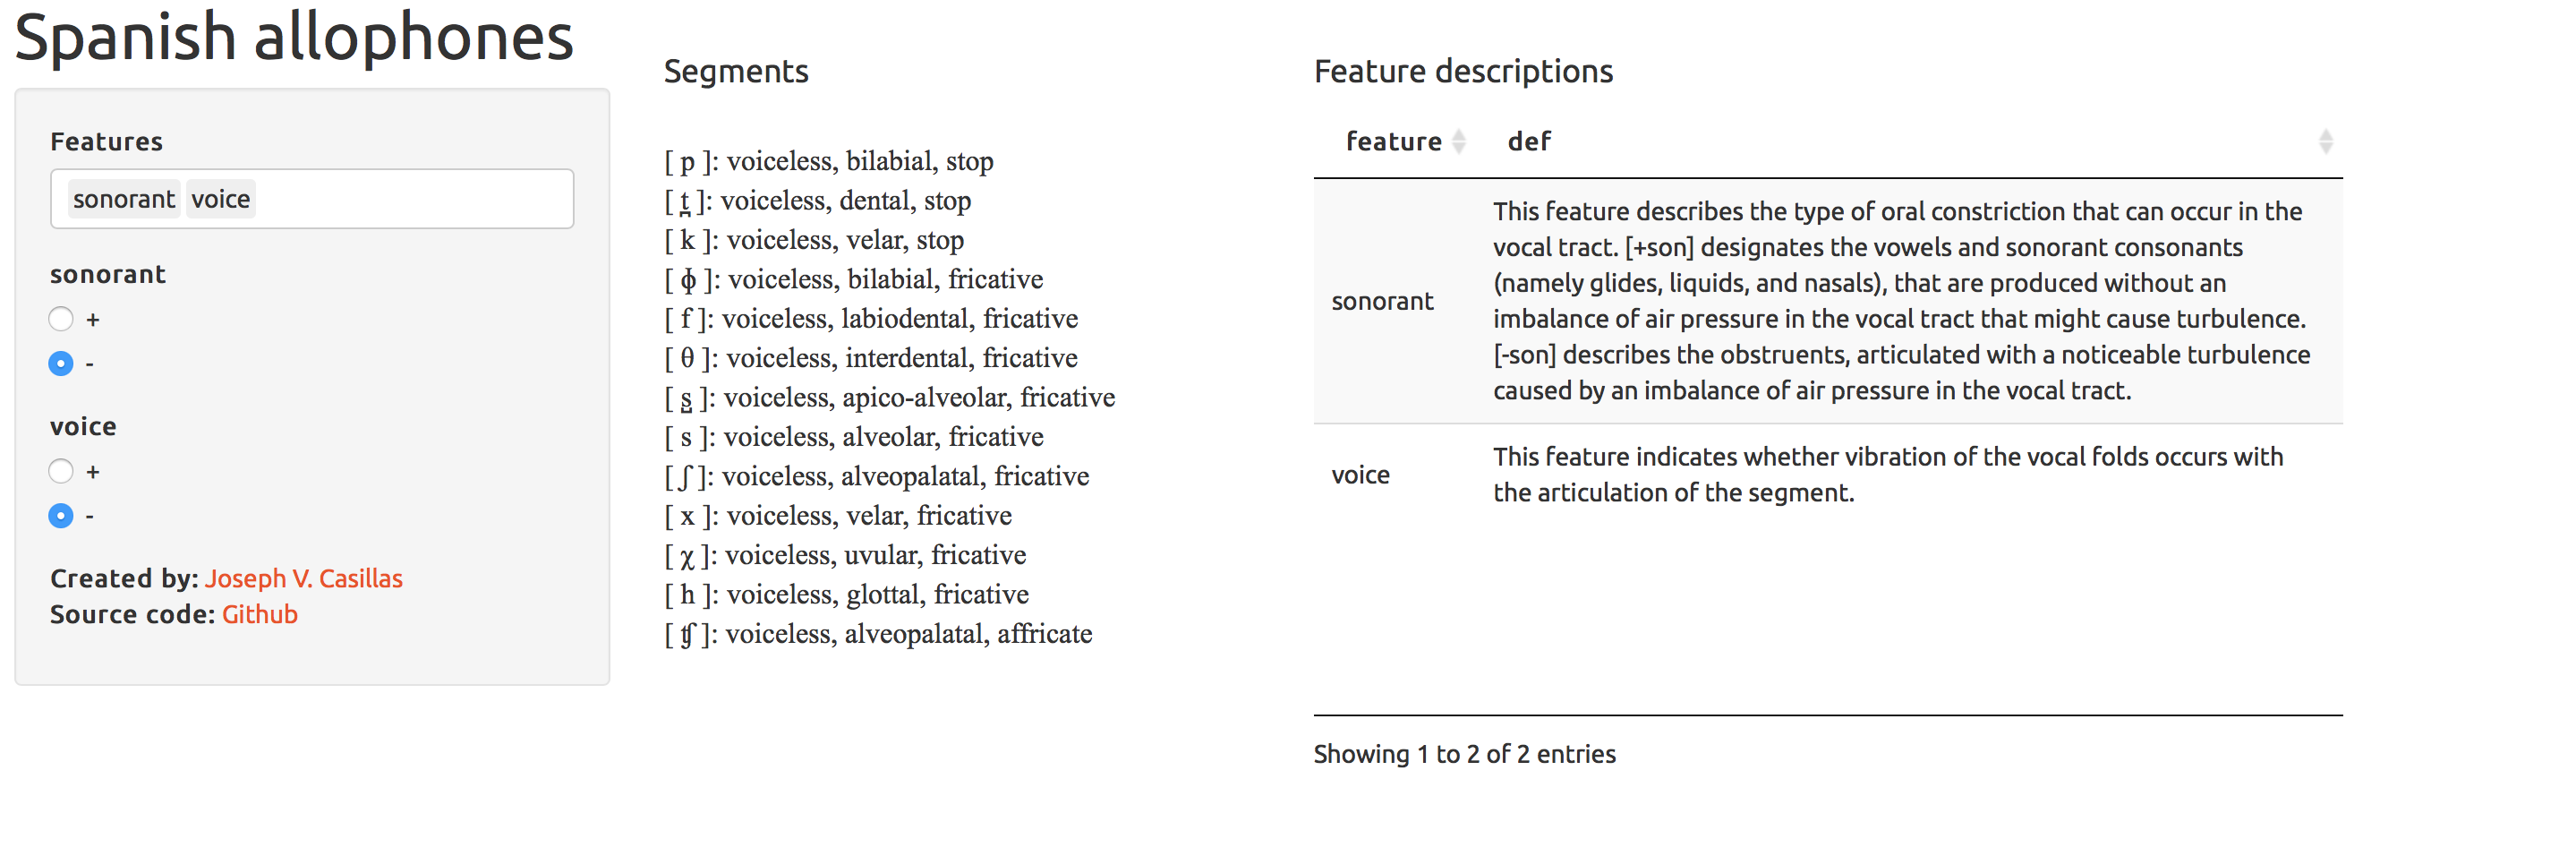 Spanish allophones
Features
sonorant voice
sonorant
+
-
voice
+
-
Created by: Joseph V. Casillas
Source code: Github
Segments
[ p ]: voiceless, bilabial, stop
[ t̪ ]: voiceless, dental, stop
[ k ]: voiceless, velar, stop
[ ɸ ]: voiceless, bilabial, fricative
[ f ]: voiceless, labiodental, fricative
[ θ ]: voiceless, interdental, fricative
[ s̺ ]: voiceless, apico-alveolar, fricative
[ s ]: voiceless, alveolar, fricative
[ ʃ ]: voiceless, alveopalatal, fricative
[ x ]: voiceless, velar, fricative
[ χ ]: voiceless, uvular, fricative
[ h ]: voiceless, glottal, fricative
[ ʧ ]: voiceless, alveopalatal, affricate
Feature descriptions
feature def
sonorant
This feature describes the type of oral constriction that can occur in the
vocal tract. [+son] designates the vowels and sonorant consonants
(namely glides, liquids, and nasals), that are produced without an
imbalance of air pressure in the vocal tract that might cause turbulence.
[-son] describes the obstruents, articulated with a noticeable turbulence
caused by an imbalance of air pressure in the vocal tract.
voice
This feature indicates whether vibration of the vocal folds occurs with
the articulation of the segment.
Showing 1 to 2 of 2 entries